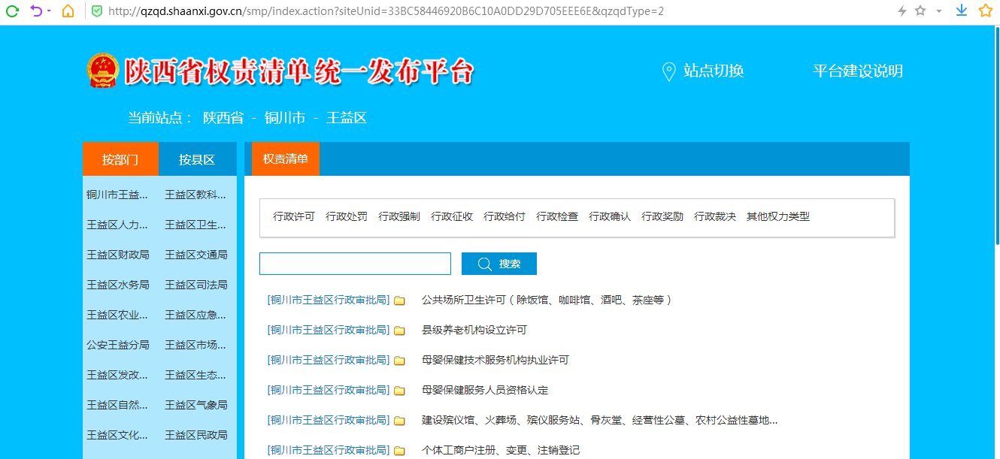 http://qzqd.shaanxi.gov.cn/smp/index.action?siteUnid=33BC58446920B6C10A0DD29D705EEE6E&qzqdType=2
陕西省权责清单统一发布平台
站点切换 平台建设说明
当前站点： 陕西省 - 铜川市 - 王益区
按部门 按县区
铜川市王益... 王益区教科...
王益区人力... 王益区卫生...
王益区财政局 王益区交通局
王益区水务局 王益区司法局
王益区农业... 王益区应急...
公安王益分局 王益区市场...
王益区发改... 王益区生态...
王益区自然... 王益区气象局
王益区文化... 王益区民政局
权责清单
行政许可 行政处罚 行政强制 行政征收 行政给付 行政检查 行政确认 行政奖励 行政裁决 其他权力类型
搜索
[铜川市王益区行政审批局] 公共场所卫生许可（除饭馆、咖啡馆、酒吧、茶座等）
[铜川市王益区行政审批局] 县级养老机构设立许可
[铜川市王益区行政审批局] 母婴保健技术服务机构执业许可
[铜川市王益区行政审批局] 母婴保健服务人员资格认定
[铜川市王益区行政审批局] 建设殡仪馆、火葬场、殡仪服务站、骨灰堂、经营性公墓、农村公益性墓地...
[铜川市王益区行政审批局] 个体工商户注册、变更、注销登记